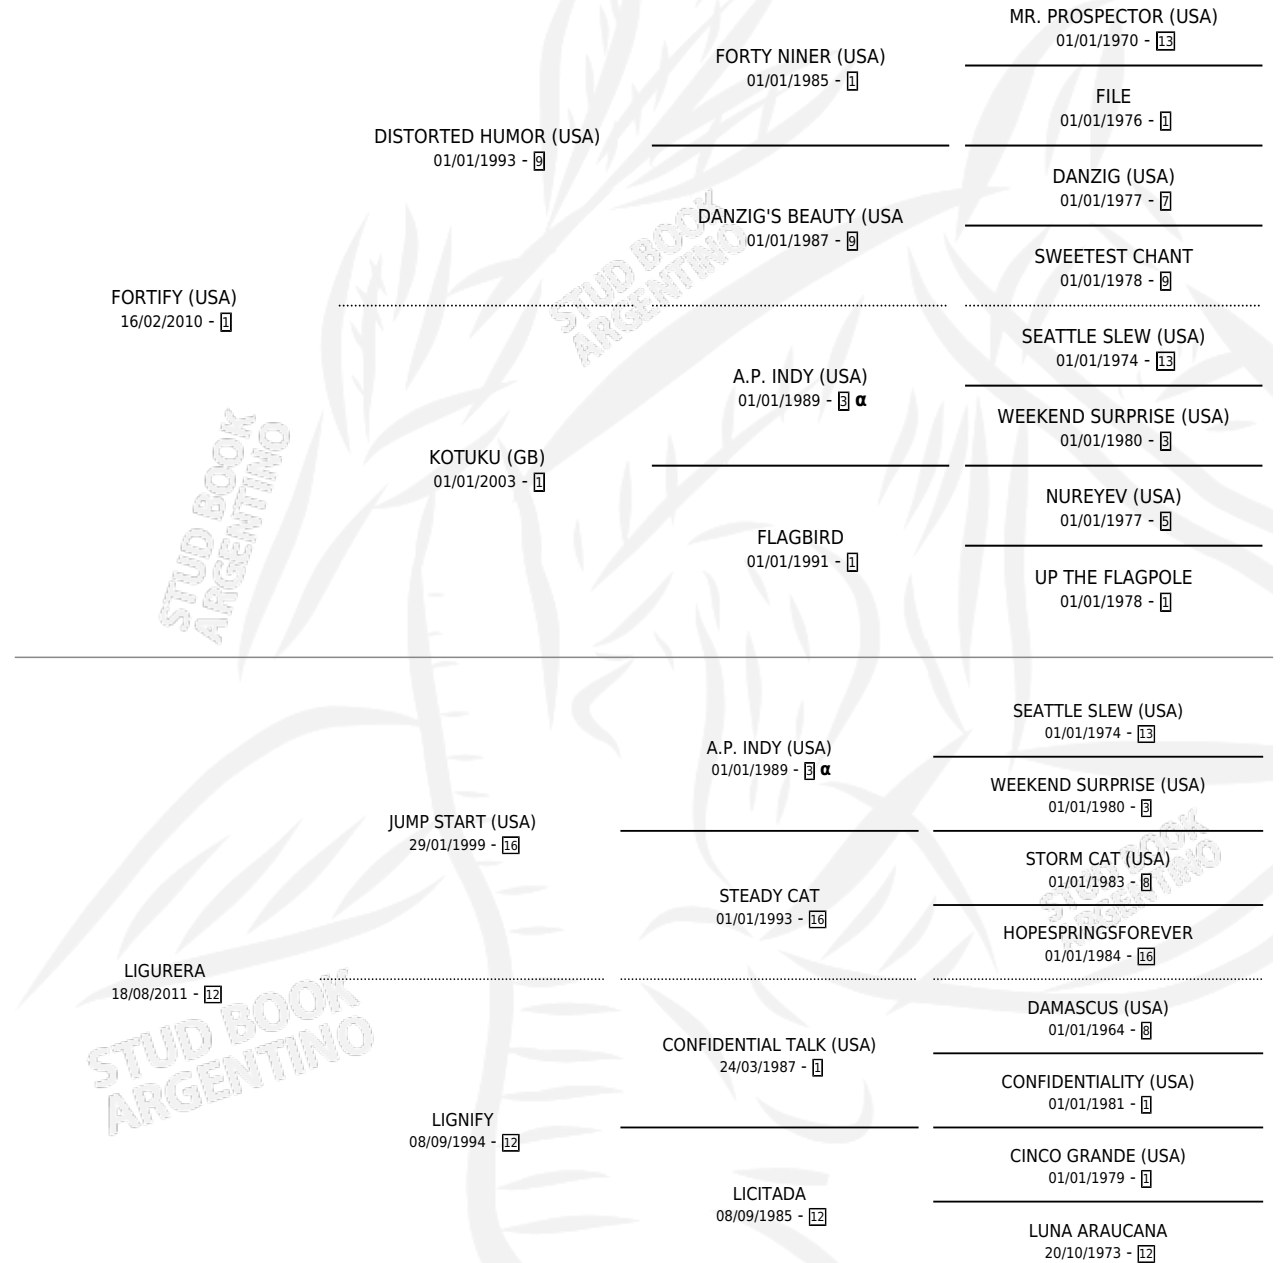 MR. PROSPECTOR (USA)
01/01/1970 - 13
FORTY NINER (USA)
01/01/1985 - 1
FILE
01/01/1976 - 1
DISTORTED HUMOR (USA)
01/01/1993 - 9
DANZIG (USA)
01/01/1977 - 7
DANZIG'S BEAUTY (USA
01/01/1987 - 9
SWEETEST CHANT
01/01/1978 - 9
STUD BOOK
ARGENTINO
FORTIFY (USA)
16/02/2010 - 1
SEATTLE SLEW (USA)
01/01/1974 - 13
A.P. INDY (USA)
01/01/1989 - 3 α
WEEKEND SURPRISE (USA)
01/01/1980 - 3
KOTUKU (GB)
01/01/2003 - 1
NUREYEV (USA)
01/01/1977 - 5
FLAGBIRD
01/01/1991 - 1
UP THE FLAGPOLE
01/01/1978 - 1
STUD BOOK
ARGENTINO
SEATTLE SLEW (USA)
01/01/1974 - 13
A.P. INDY (USA)
01/01/1989 - 3 α
WEEKEND SURPRISE (USA)
01/01/1980 - 3
JUMP START (USA)
29/01/1999 - 16
STORM CAT (USA)
01/01/1983 - 8
STEADY CAT
01/01/1993 - 16
HOPESPRINGSFOREVER
01/01/1984 - 16
STUD BOOK
ARGENTINO
LIGURERA
18/08/2011 - 12
DAMASCUS (USA)
01/01/1964 - 8
CONFIDENTIAL TALK (USA)
24/03/1987 - 1
CONFIDENTIALITY (USA)
01/01/1981 - 1
STUD BOOK
ARGENTINO
LIGNIFY
08/09/1994 - 12
CINCO GRANDE (USA)
01/01/1979 - 1
LICITADA
08/09/1985 - 12
LUNA ARAUCANA
20/10/1973 - 12